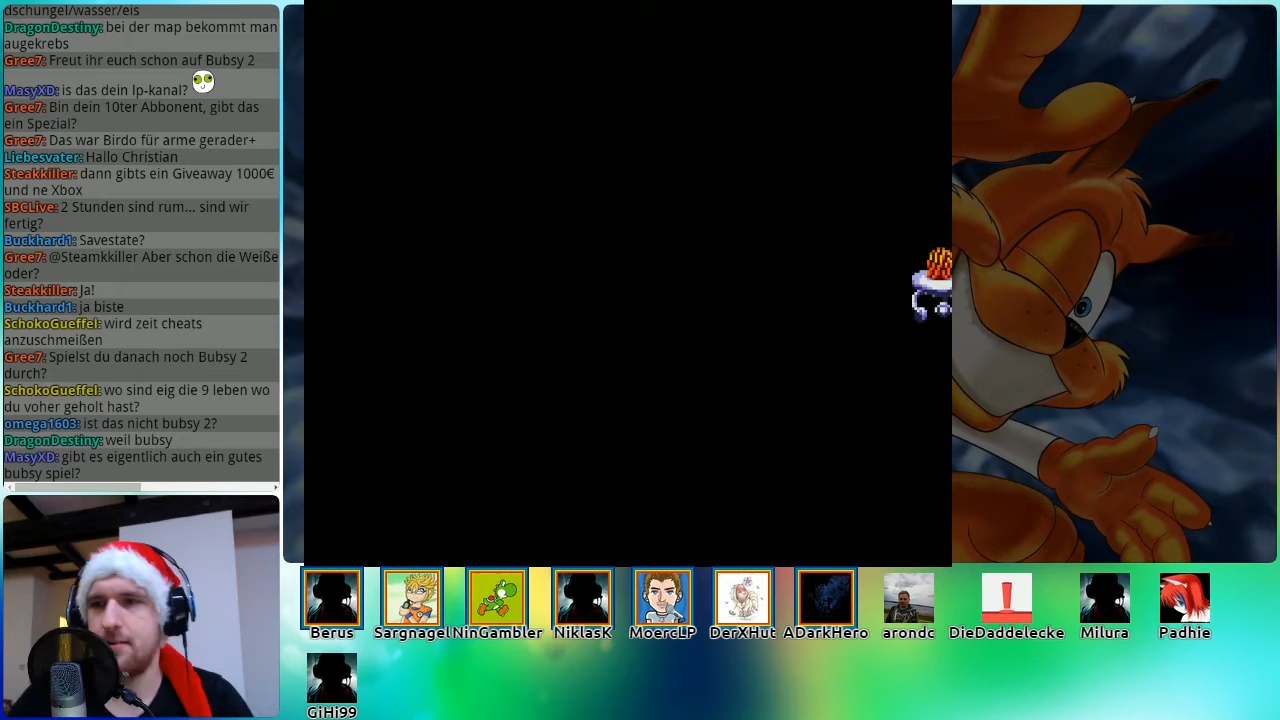 dschungel/wasser/eis
DragonDestiny: bei der map bekommt man
augekrebs
Gree7: Freut ihr euch schon auf Bubsy 2
MasyXD: is das dein lp-kanal?
Gree7: Bin dein 10ter Abbonent, gibt das
ein Spezial?
Gree7: Das war Birdo für arme gerader+
Liebesvater: Hallo Christian
Steakkiller: dann gibts ein Giveaway 1000€
und ne Xbox
SBCLive: 2 Stunden sind rum... sind wir
fertig?
Buckhard1: Savestate?
Gree7: @Steamkkiller Aber schon die Weiße
oder?
Steakkiller: Ja!
Buckhard1: ja biste
SchokoGueffel: wird zeit cheats
anzuschmeißen
Gree7: Spielst du danach noch Bubsy 2
durch?
SchokoGueffel: wo sind eig die 9 leben wo
du voher geholt hast?
omega1603: ist das nicht bubsy 2?
DragonDestiny: weil bubsy
MasyXD: gibt es eigentlich auch ein gutes
bubsy spiel?
Berus Sargnagel NinGambler NiklasK MoercLP DerXHut ADarkHero arondc DieDaddelecke Milura Padhie
GiHi99